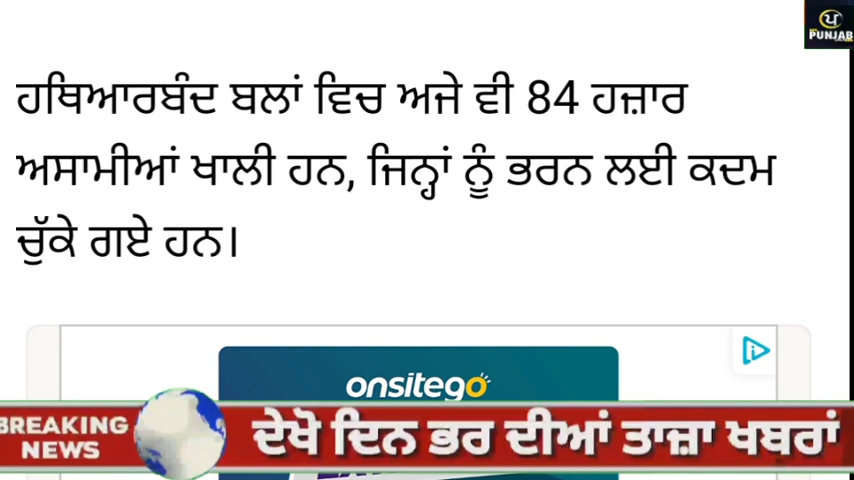 ਪ
PUNJAB
ਹਥਿਆਰਬੰਦ ਬਲਾਂ ਵਿਚ ਅਜੇ ਵੀ 84 ਹਜ਼ਾਰ
ਅਸਾਮੀਆਂ ਖਾਲੀ ਹਨ, ਜਿਨ੍ਹਾਂ ਨੂੰ ਭਰਨ ਲਈ ਕਦਮ
ਚੁੱਕੇ ਗਏ ਹਨ।
onsitego
BREAKING
NEWS
ਦੇਖੋ ਦਿਨ ਭਰ ਦੀਆਂ ਤਾਜ਼ਾ ਖਬਰਾਂ